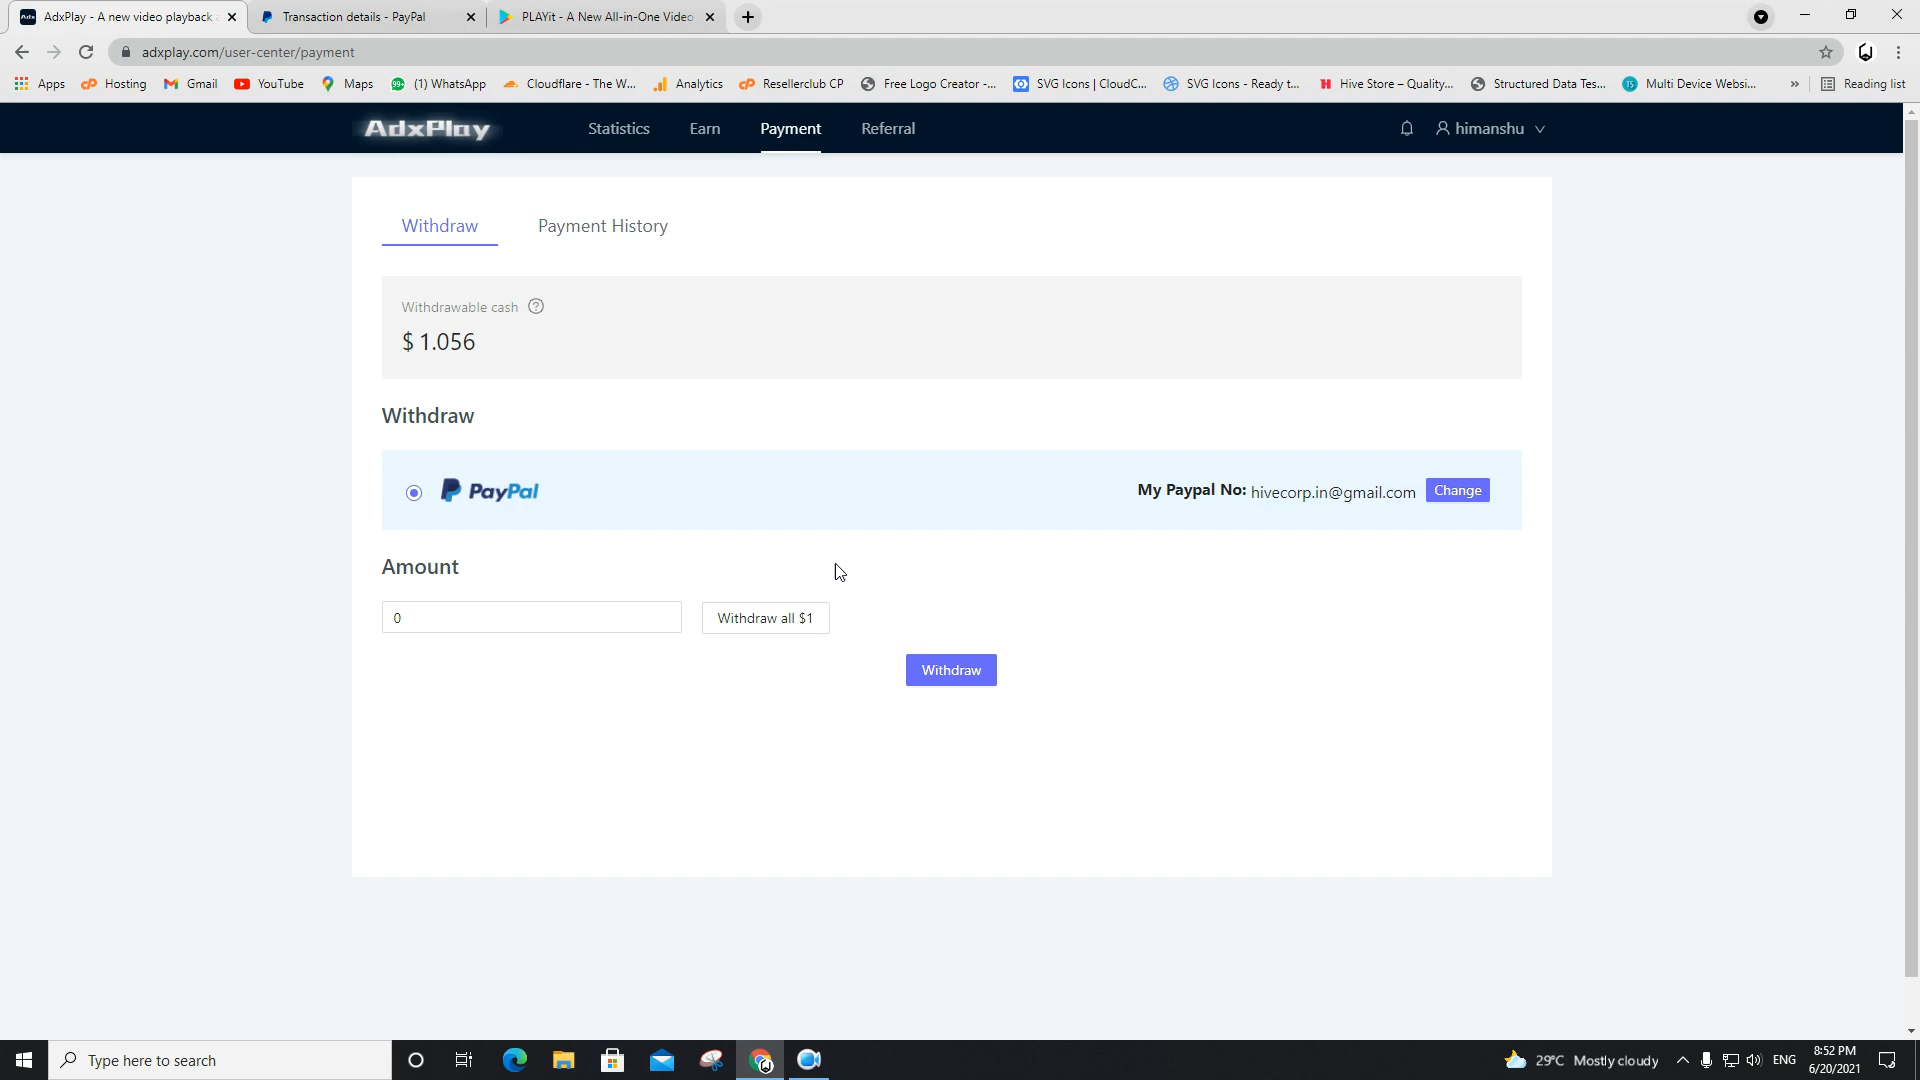 AdxPlay - A new video playback a
Transaction details - PayPal
PLAYit - A New All-in-One Video
adxplay.com/user-center/payment
Apps
Hosting
Gmail
YouTube
Maps
99+ (1) WhatsApp
Cloudflare - The W...
Analytics
Resellerclub CP
Free Logo Creator -...
SVG Icons | CloudC...
SVG Icons - Ready t...
Hive Store – Quality...
Structured Data Tes...
TS Multi Device Websi...
»
Reading list
AdxPlay
Statistics
Earn
Payment
Referral
himanshu
Withdraw
Payment History
Withdrawable cash
$ 1.056
Withdraw
PayPal
My Paypal No: hivecorp.in@gmail.com
Change
Amount
0
Withdraw all $1
Withdraw
Type here to search
29°C Mostly cloudy
ENG
8:52 PM
6/20/2021